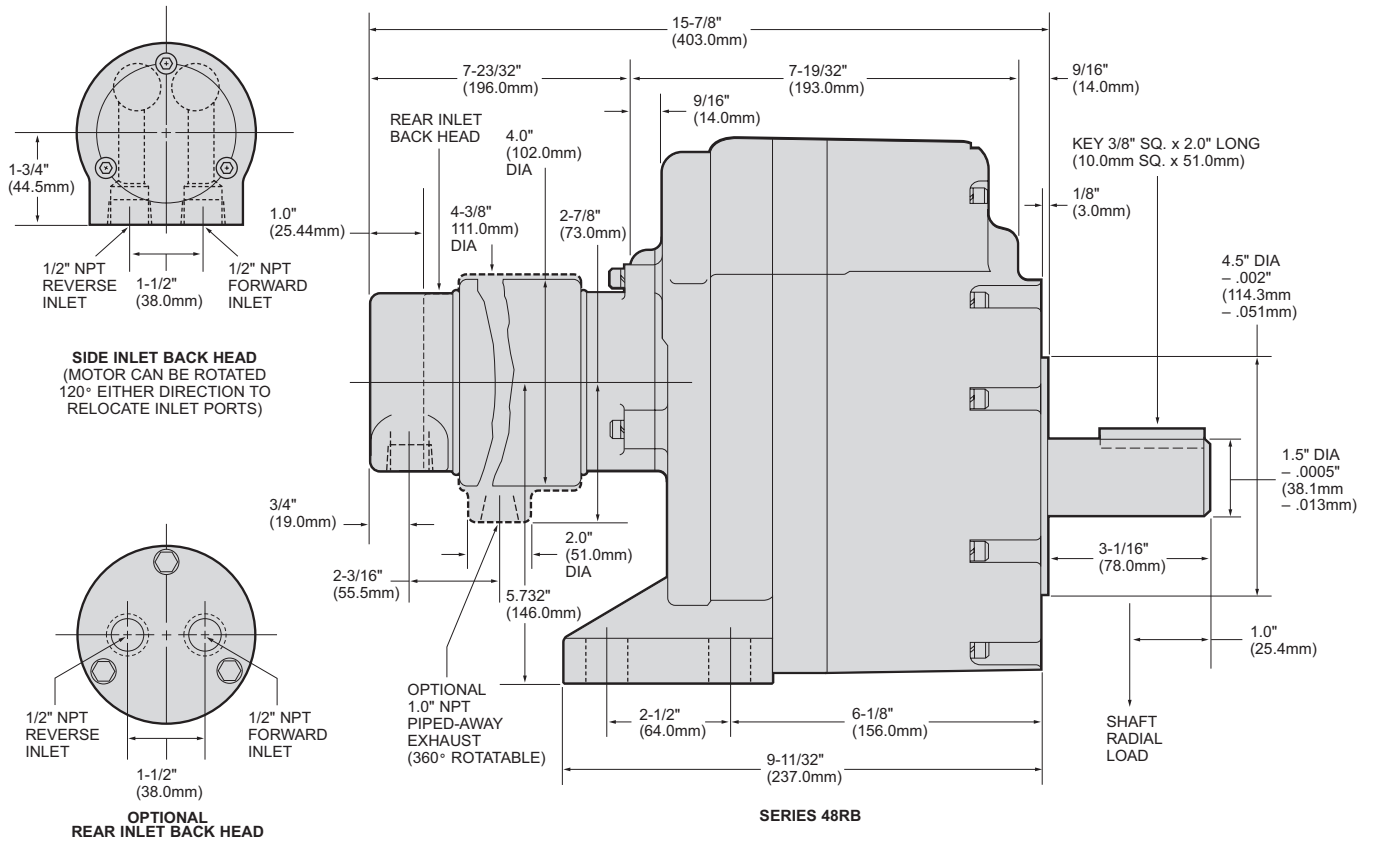 15-7/8"
(403.0mm)
7-23/32"
(196.0mm)
7-19/32"
(193.0mm)
9/16"
(14.0mm)
9/16"
(14.0mm)
REAR INLET
BACK HEAD
4.0"
(102.0mm)
DIA
KEY 3/8" SQ. x 2.0" LONG
(10.0mm SQ. x 51.0mm)
1-3/4"
(44.5mm)
1/8"
(3.0mm)
1.0"
(25.44mm)
4-3/8"
111.0mm)
DIA
2-7/8"
(73.0mm)
1/2" NPT
REVERSE
INLET
1-1/2"
(38.0mm)
1/2" NPT
FORWARD
INLET
4.5" DIA
– .002"
(114.3mm
– .051mm)
SIDE INLET BACK HEAD
(MOTOR CAN BE ROTATED
120° EITHER DIRECTION TO
RELOCATE INLET PORTS)
1.5" DIA
– .0005"
(38.1mm
– .013mm)
3/4"
(19.0mm)
2.0"
(51.0mm)
DIA
3-1/16"
(78.0mm)
2-3/16"
(55.5mm)
5.732"
(146.0mm)
1.0"
(25.4mm)
OPTIONAL
1.0" NPT
PIPED-AWAY
EXHAUST
(360° ROTATABLE)
2-1/2"
(64.0mm)
6-1/8"
(156.0mm)
SHAFT
RADIAL
LOAD
1/2" NPT
REVERSE
INLET
1/2" NPT
FORWARD
INLET
9-11/32"
(237.0mm)
1-1/2"
(38.0mm)
OPTIONAL
REAR INLET BACK HEAD
SERIES 48RB